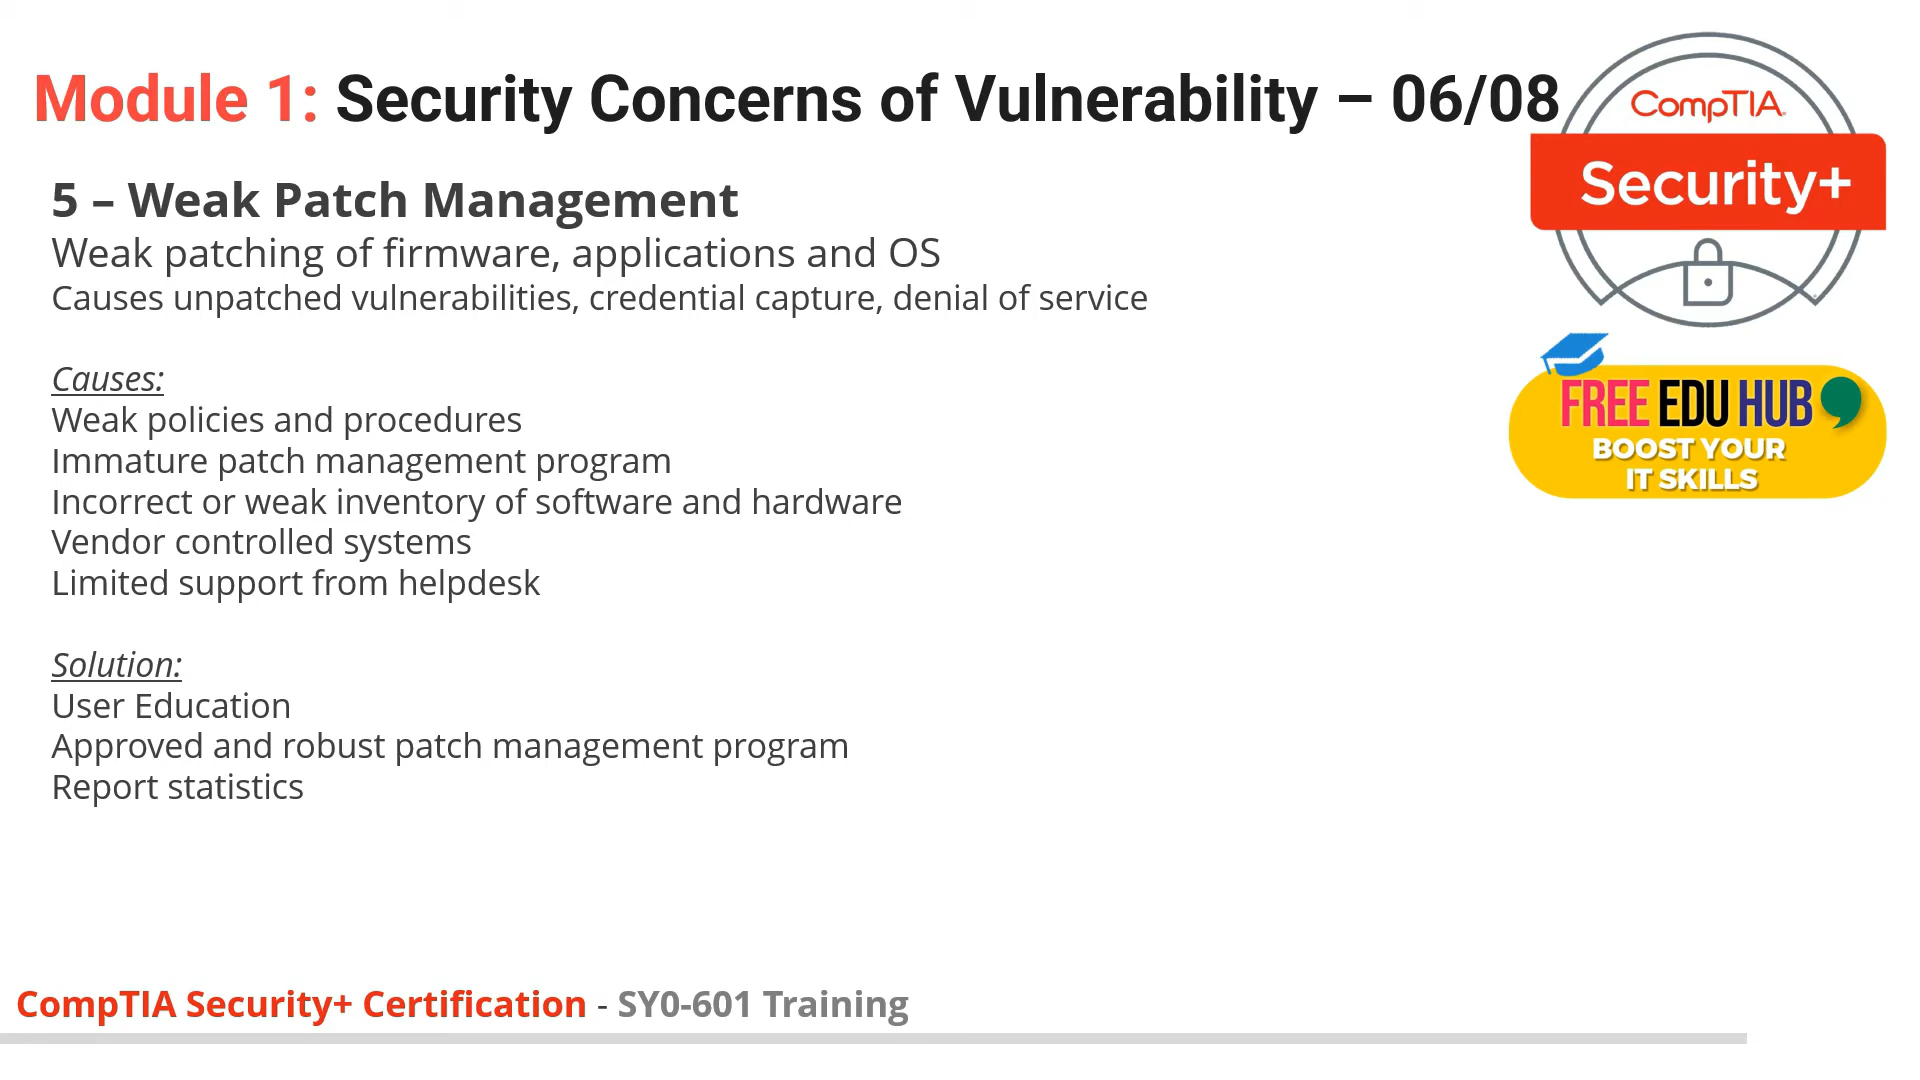 Module 1: Security Concerns of Vulnerability – 06/08
CompTIA
Security+
5 – Weak Patch Management
Weak patching of firmware, applications and OS
Causes unpatched vulnerabilities, credential capture, denial of service
FREE EDU HUB
BOOST YOUR
IT SKILLS
Causes:
Weak policies and procedures
Immature patch management program
Incorrect or weak inventory of software and hardware
Vendor controlled systems
Limited support from helpdesk
Solution:
User Education
Approved and robust patch management program
Report statistics
CompTIA Security+ Certification - SY0-601 Training